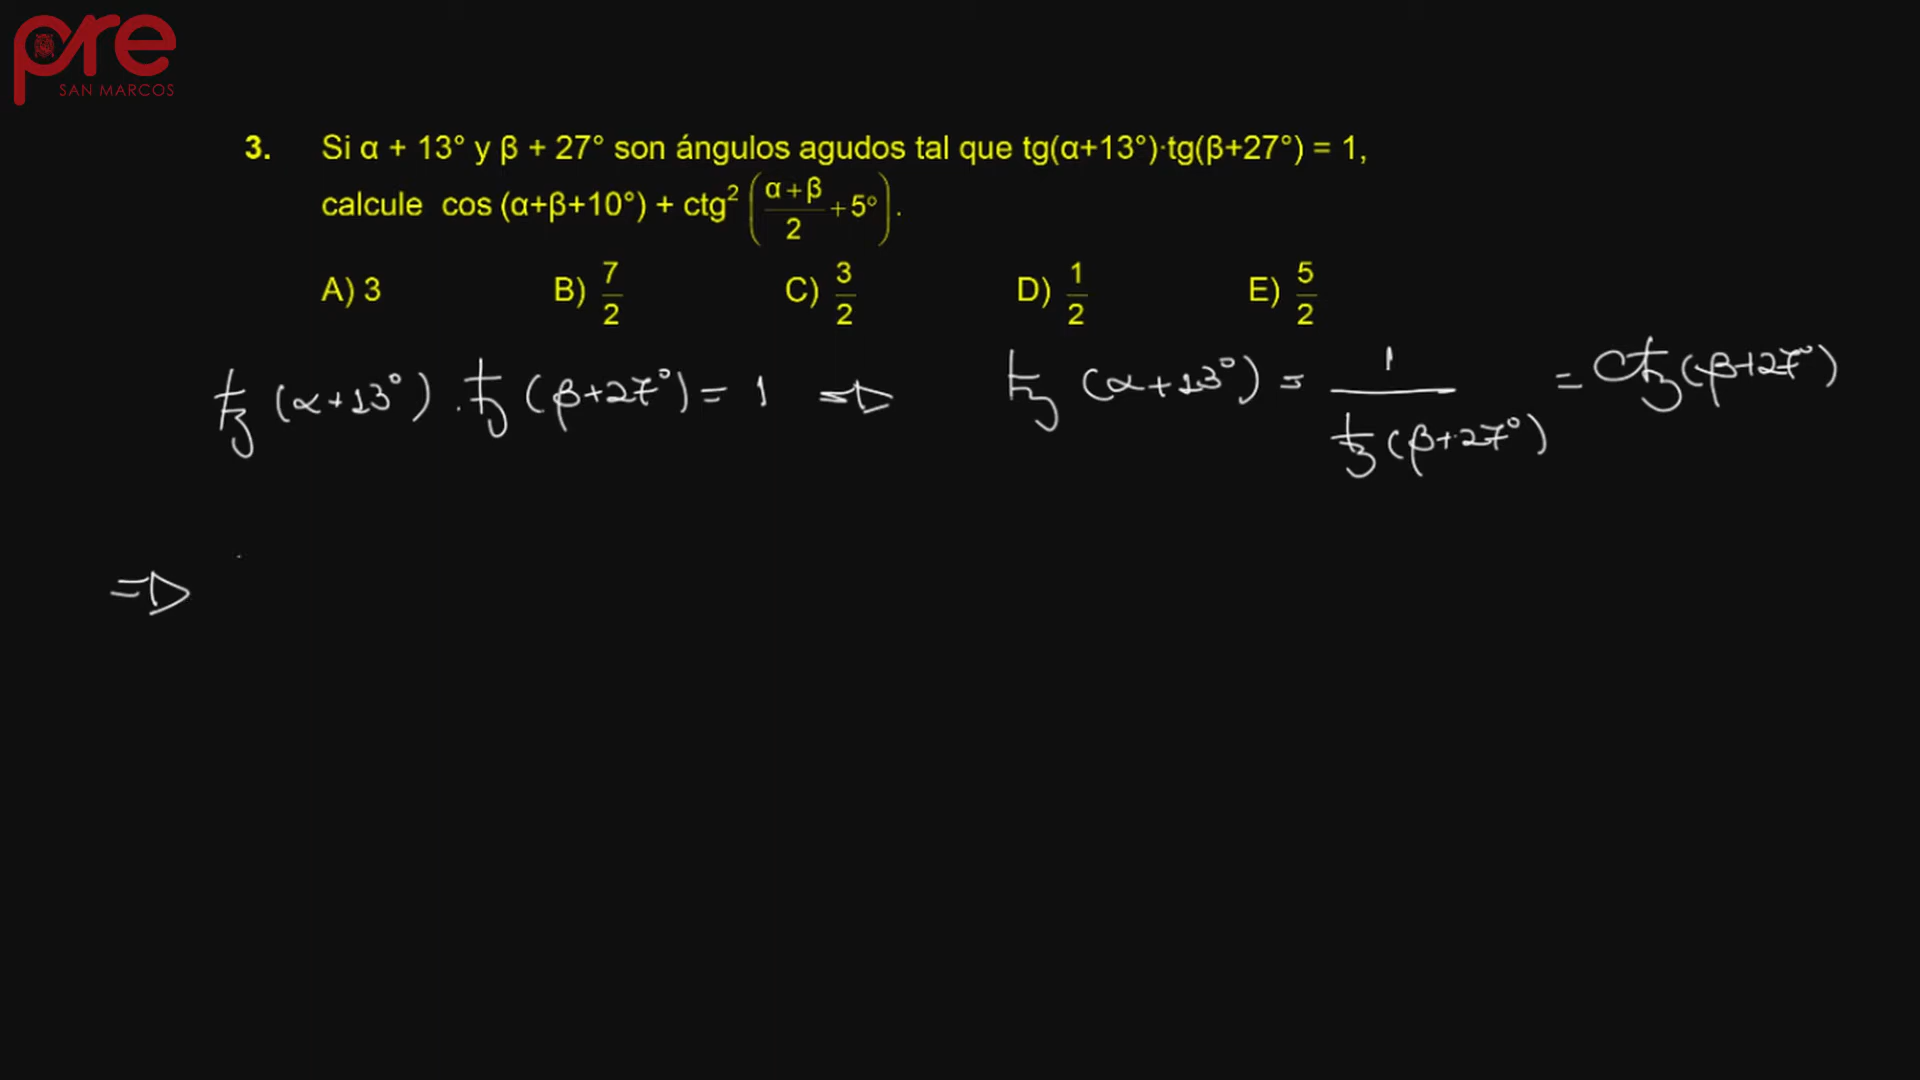 pre
SAN MARCOS
3. Si α + 13° y β + 27° son ángulos agudos tal que tg(α+13°)·tg(β+27°) = 1,
calcule cos (α+β+10°) + ctg² ((α+β)/2 + 5°).
A) 3 B) 7/2 C) 3/2 D) 1/2 E) 5/2
tg (α+13°) . tg (β+27°) = 1 ⇒ tg (α+13°) = 1/tg (β+27°) = Ctg (β+27°)
⇒